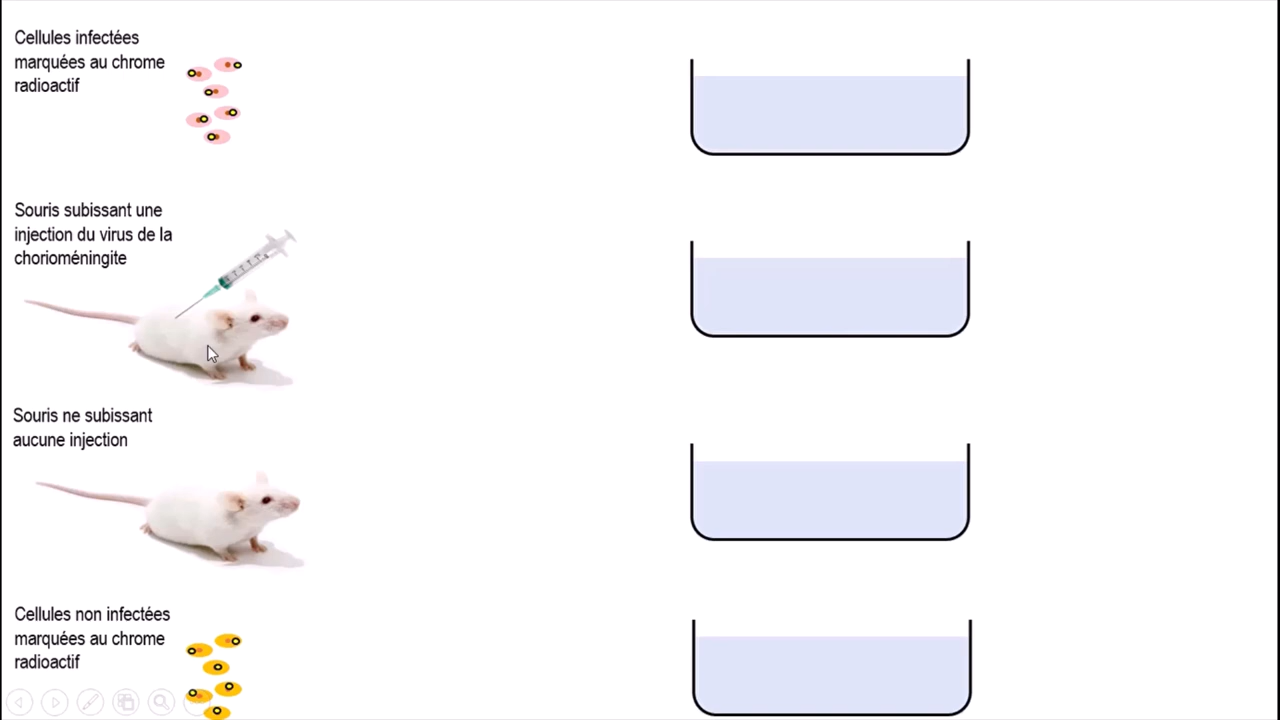 Cellules infectées
marquées au chrome
radioactif
Souris subissant une
injection du virus de la
chorioméningite
Souris ne subissant
aucune injection
Cellules non infectées
marquées au chrome
radioactif